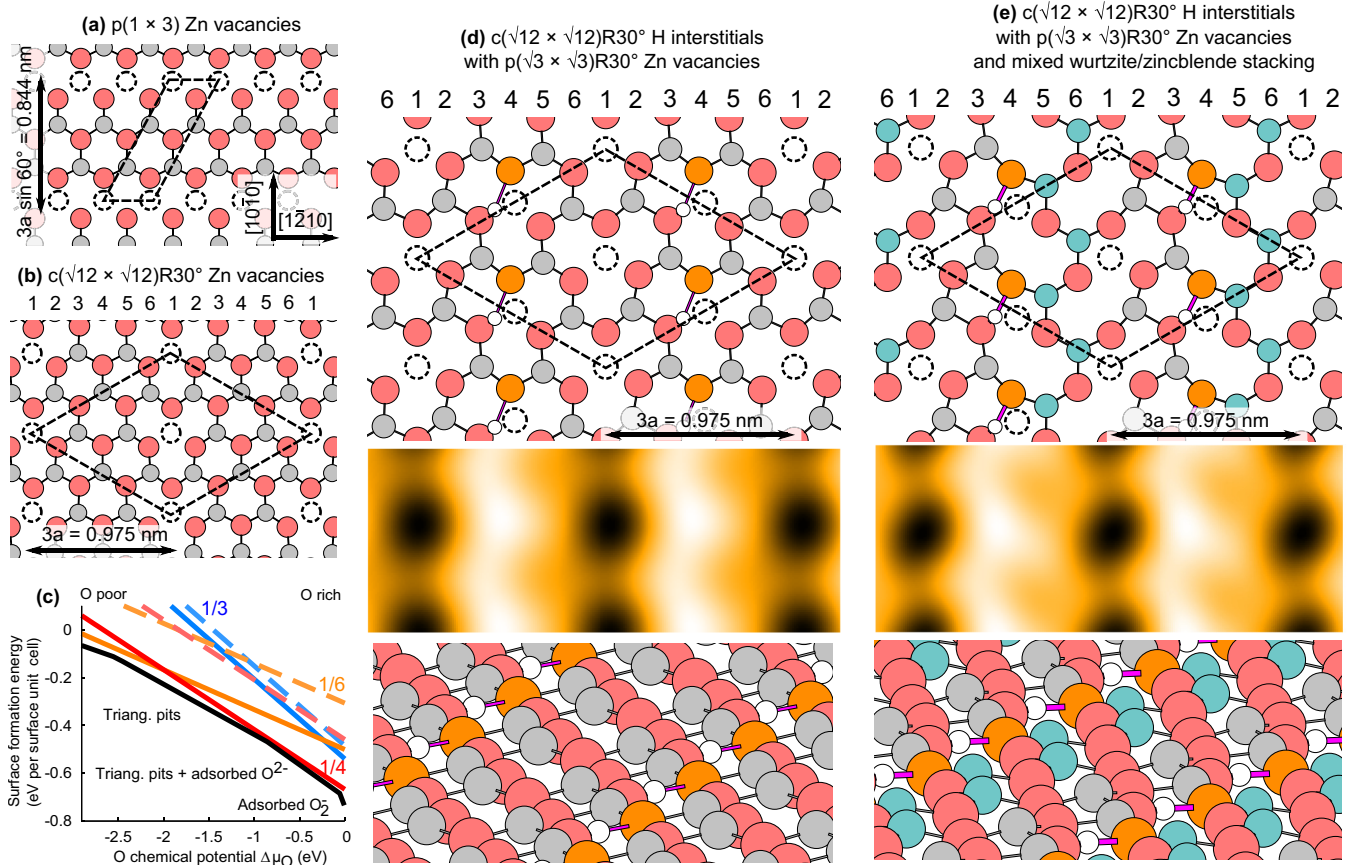 (a) p(1 × 3) Zn vacancies
3a sin 60° = 0.844 nm
[101̄0]
[12̄10]
(b) c(√12 × √12)R30° Zn vacancies
1 2 3 4 5 6 1 2 3 4 5 6 1
3a = 0.975 nm
(c)
O poor
O rich
1/3
1/6
1/4
Triang. pits
Triang. pits + adsorbed O²⁻
Adsorbed O₂⁻
Surface formation energy
(eV per surface unit cell)
0
-0.2
-0.4
-0.6
-0.8
-2.5 -2 -1.5 -1 -0.5 0
O chemical potential Δμ_O (eV)
(d) c(√12 × √12)R30° H interstitials
with p(√3 × √3)R30° Zn vacancies
6 1 2 3 4 5 6 1 2 3 4 5 6 1 2
3a = 0.975 nm
(e) c(√12 × √12)R30° H interstitials
with p(√3 × √3)R30° Zn vacancies
and mixed wurtzite/zincblende stacking
6 1 2 3 4 5 6 1 2 3 4 5 6 1 2
3a = 0.975 nm